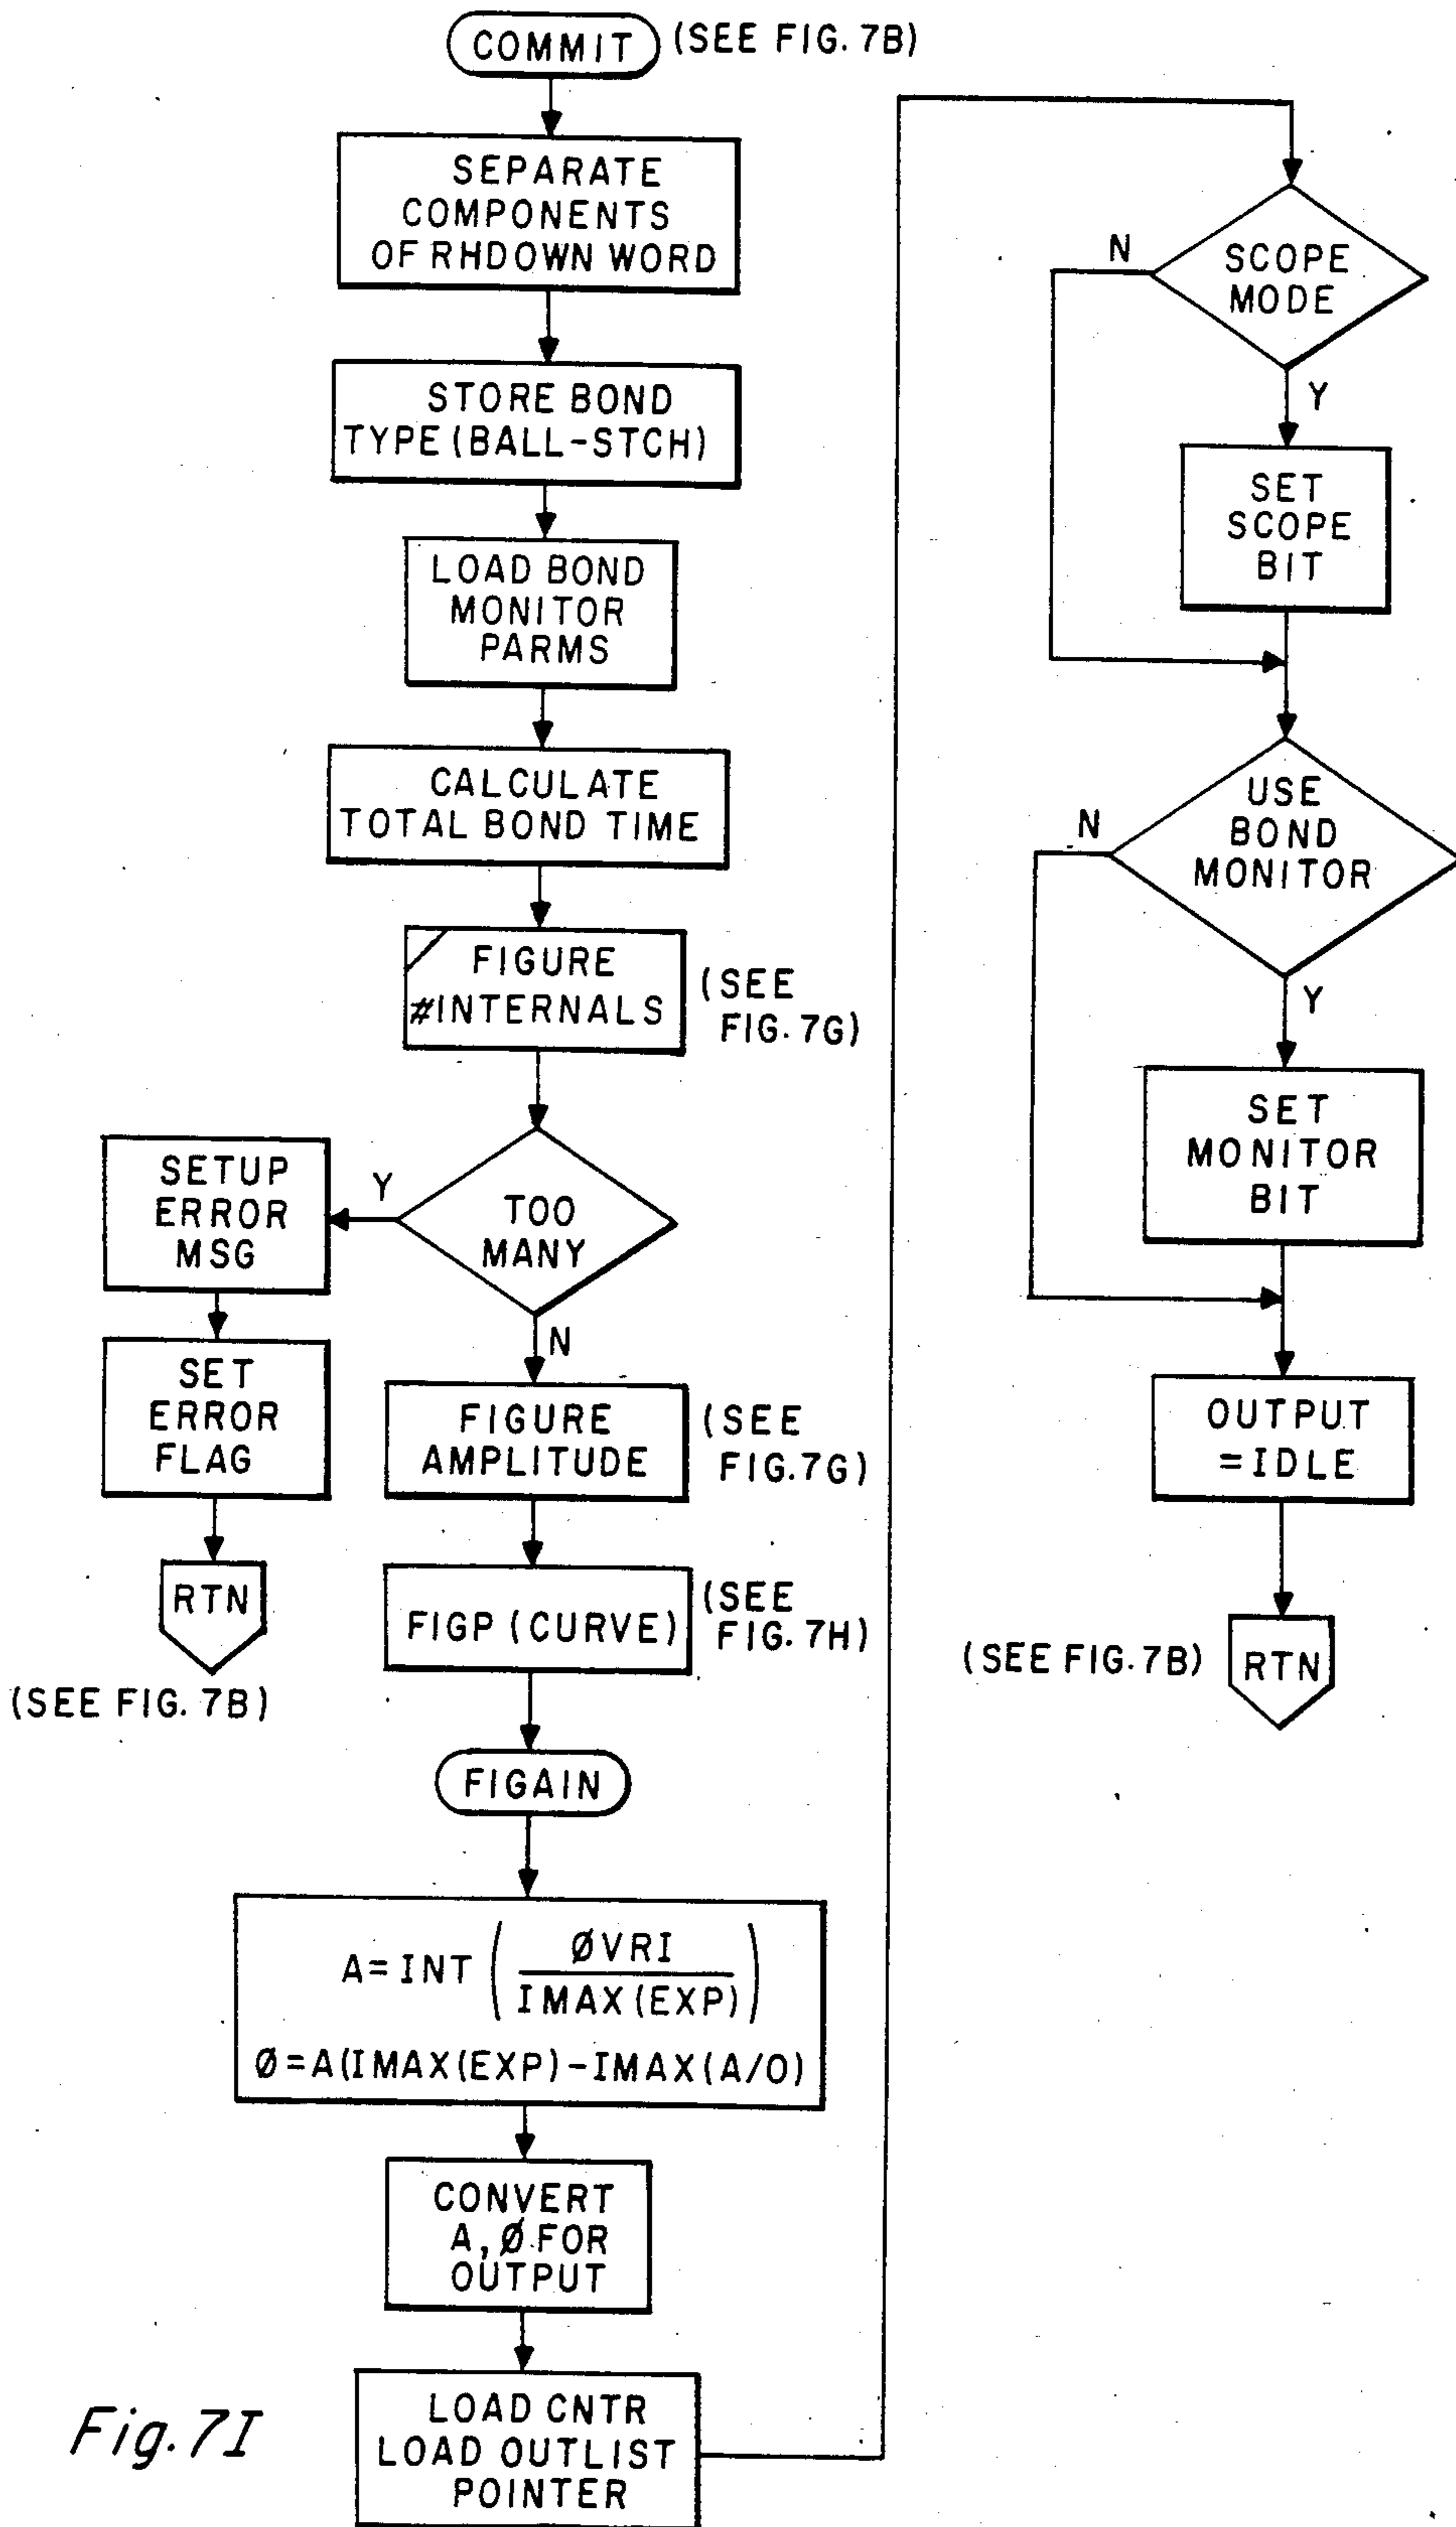 COMMIT (SEE FIG. 7B)
SEPARATE
COMPONENTS
OF RHDOWN WORD
STORE BOND
TYPE (BALL-STCH)
LOAD BOND
MONITOR
PARMS
CALCULATE
TOTAL BOND TIME
FIGURE
#INTERNALS
(SEE
FIG. 7G)
TOO
MANY
Y
SETUP
ERROR
MSG
SET
ERROR
FLAG
RTN
(SEE FIG. 7B)
N
FIGURE
AMPLITUDE
(SEE
FIG. 7G)
FIGP (CURVE)
(SEE
FIG. 7H)
FIGAIN
A=INT (ØVRI
IMAX(EXP))
Ø=A(IMAX(EXP)-IMAX(A/O)
CONVERT
A, Ø FOR
OUTPUT
LOAD CNTR
LOAD OUTLIST
POINTER
SCOPE
MODE
N
Y
SET
SCOPE
BIT
USE
BOND
MONITOR
N
Y
SET
MONITOR
BIT
OUTPUT
=IDLE
(SEE FIG. 7B)
RTN
Fig. 7I